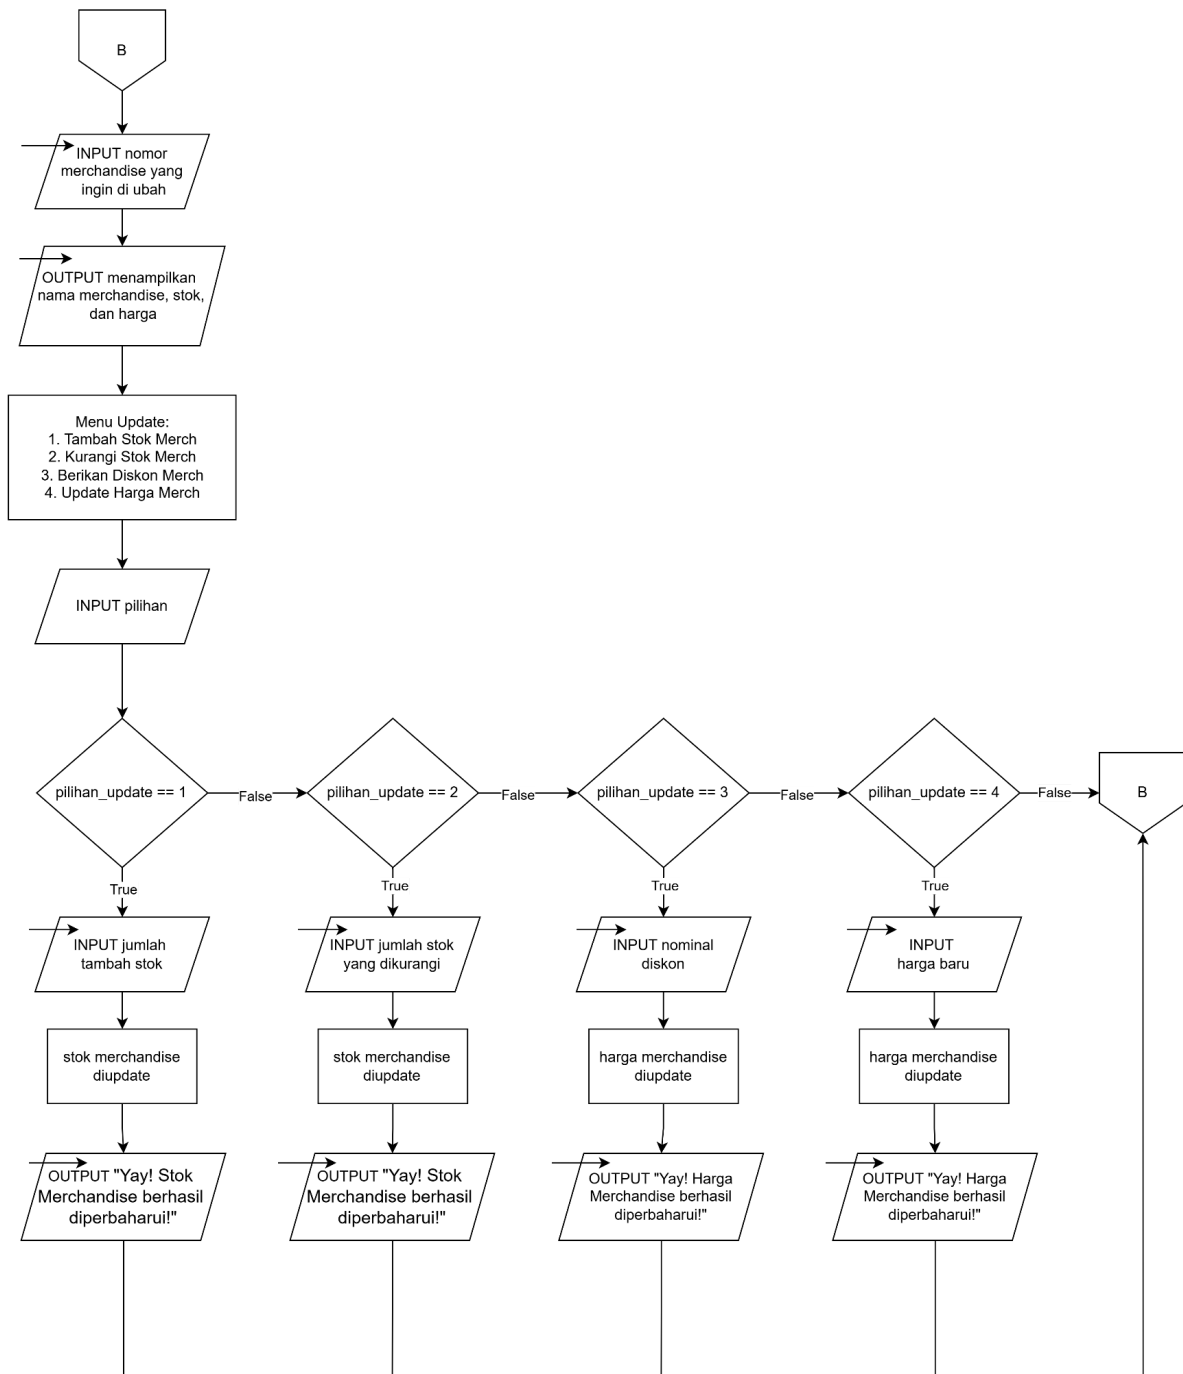 B
INPUT nomor
merchandise yang
ingin di ubah
OUTPUT menampilkan
nama merchandise, stok,
dan harga
Menu Update:
1. Tambah Stok Merch
2. Kurangi Stok Merch
3. Berikan Diskon Merch
4. Update Harga Merch
INPUT pilihan
pilihan_update == 1
False
pilihan_update == 2
False
pilihan_update == 3
False
pilihan_update == 4
False
B
True
True
True
True
INPUT jumlah
tambah stok
INPUT jumlah stok
yang dikurangi
INPUT nominal
diskon
INPUT
harga baru
stok merchandise
diupdate
stok merchandise
diupdate
harga merchandise
diupdate
harga merchandise
diupdate
OUTPUT "Yay! Stok
Merchandise berhasil
diperbaharui!"
OUTPUT "Yay! Stok
Merchandise berhasil
diperbaharui!"
OUTPUT "Yay! Harga
Merchandise berhasil
diperbaharui!"
OUTPUT "Yay! Harga
Merchandise berhasil
diperbaharui!"